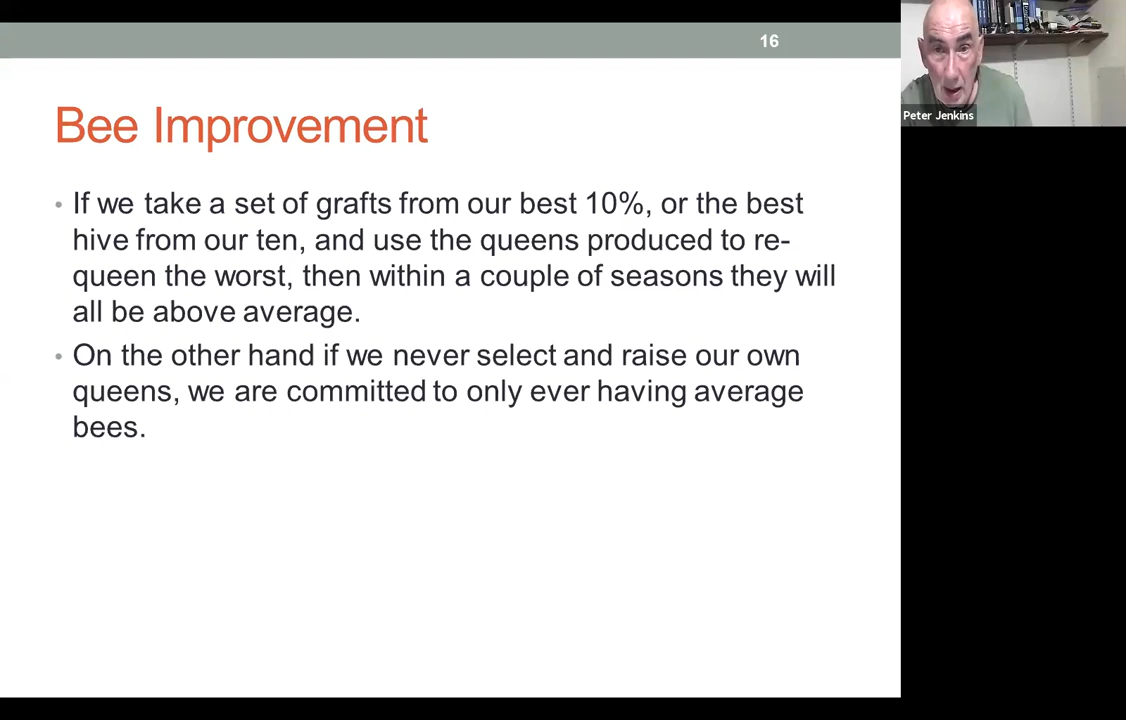 16
Peter Jenkins
Bee Improvement
• If we take a set of grafts from our best 10%, or the best
hive from our ten, and use the queens produced to re-
queen the worst, then within a couple of seasons they will
all be above average.
• On the other hand if we never select and raise our own
queens, we are committed to only ever having average
bees.